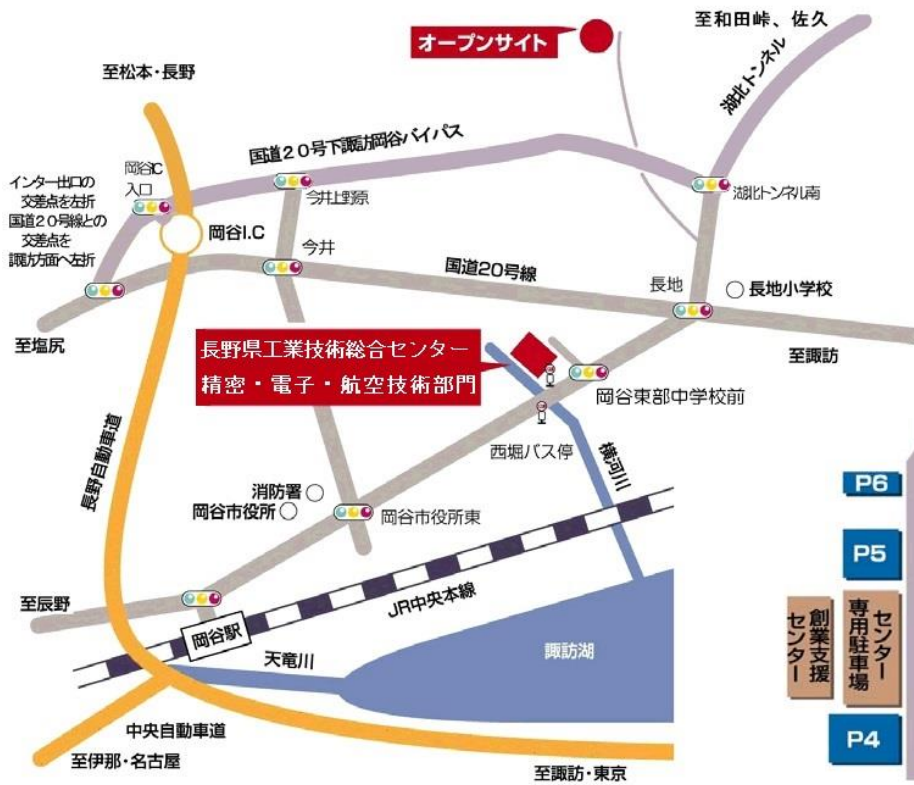 オープンサイト
至和田峠、佐久
至松本・長野
湖北トンネル
国道20号下諏訪岡谷バイパス
岡谷IC
入口
インター出口の
交差点を左折
国道20号線との
交差点を
諏訪方面へ左折
今井上野原
湖北トンネル南
岡谷I.C
今井
国道20号線
長地
長地小学校
至塩尻
長野県工業技術総合センター
精密・電子・航空技術部門
至諏訪
岡谷東部中学校前
長野自動車道
西堀バス停
横河川
消防署
岡谷市役所
岡谷市役所東
P6
P5
至辰野
JR中央本線
岡谷駅
天竜川
諏訪湖
センター
専用駐車場
創業支援
センター
中央自動車道
P4
至伊那・名古屋
至諏訪・東京